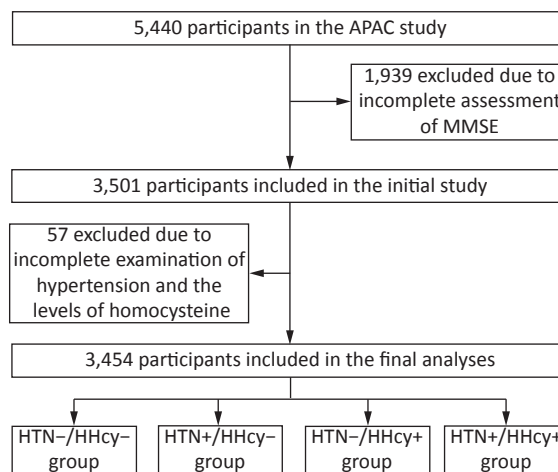 5,440 participants in the APAC study
1,939 excluded due to
incomplete assessment
of MMSE
3,501 participants included in the initial study
57 excluded due to
incomplete examination of
hypertension and the
levels of homocysteine
3,454 participants included in the final analyses
HTN−/HHcy−
group
HTN+/HHcy−
group
HTN−/HHcy+
group
HTN+/HHcy+
group